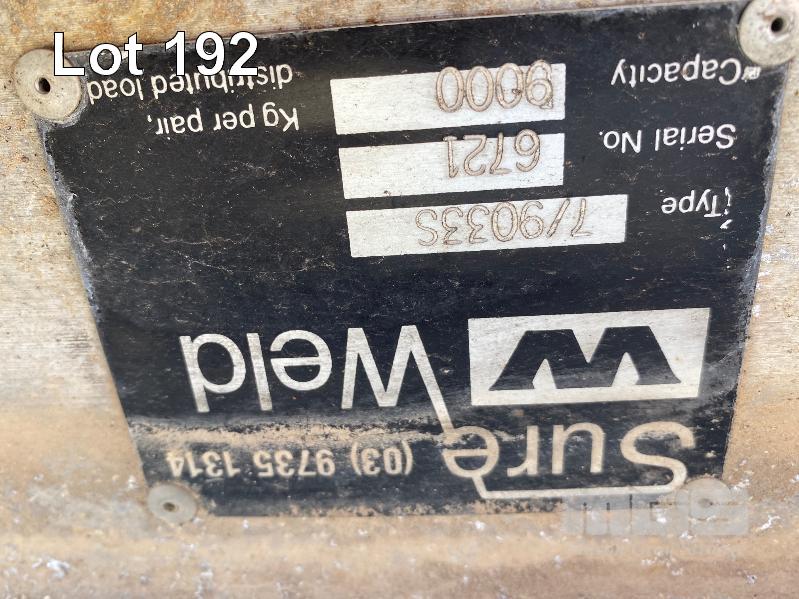 Lot 192
Sure (03) 9735 1314
W Weld
Type 7/9033S
Serial No. 6721 Kg per pair,
Capacity 9000 distributed load
MGS